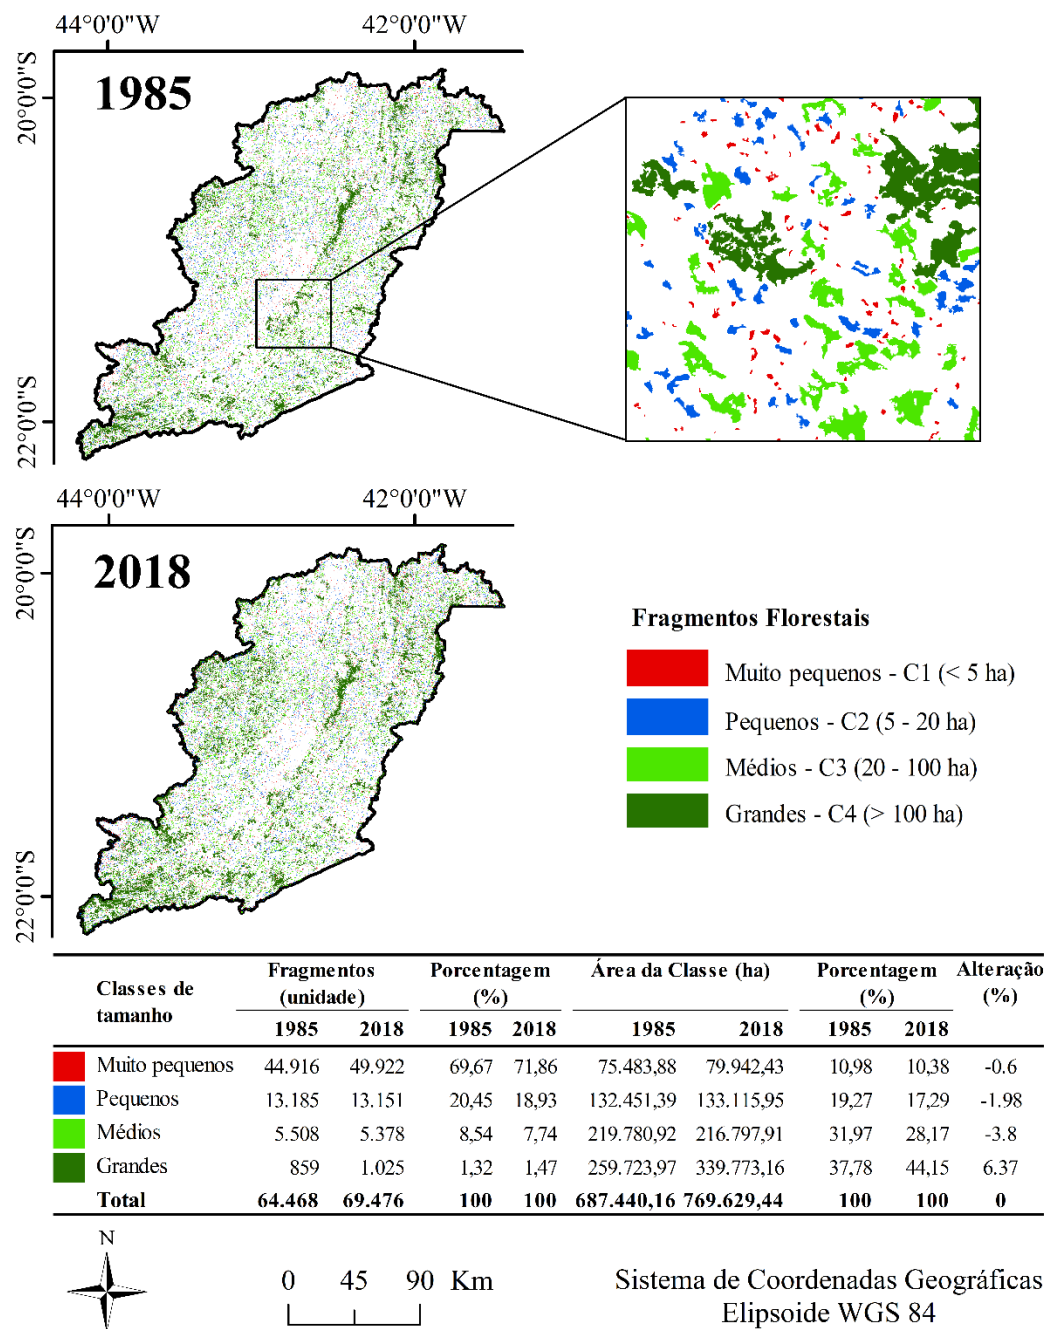 44°0'0"W 42°0'0"W
20°0'0"S
1985
22°0'0"S
44°0'0"W 42°0'0"W
20°0'0"S
2018
22°0'0"S
Fragmentos Florestais
Muito pequenos - C1 (< 5 ha)
Pequenos - C2 (5 - 20 ha)
Médios - C3 (20 - 100 ha)
Grandes - C4 (> 100 ha)
Classes de tamanho Fragmentos (unidade) Porcentagem (%) Área da Classe (ha) Porcentagem (%) Alteração (%)
1985 2018 1985 2018 1985 2018 1985 2018
Muito pequenos 44.916 49.922 69,67 71,86 75.483,88 79.942,43 10,98 10,38 -0.6
Pequenos 13.185 13.151 20,45 18,93 132.451,39 133.115,95 19,27 17,29 -1.98
Médios 5.508 5.378 8,54 7,74 219.780,92 216.797,91 31,97 28,17 -3.8
Grandes 859 1.025 1,32 1,47 259.723,97 339.773,16 37,78 44,15 6.37
Total 64.468 69.476 100 100 687.440,16 769.629,44 100 100 0
N
0 45 90 Km
Sistema de Coordenadas Geográficas
Elipsoide WGS 84